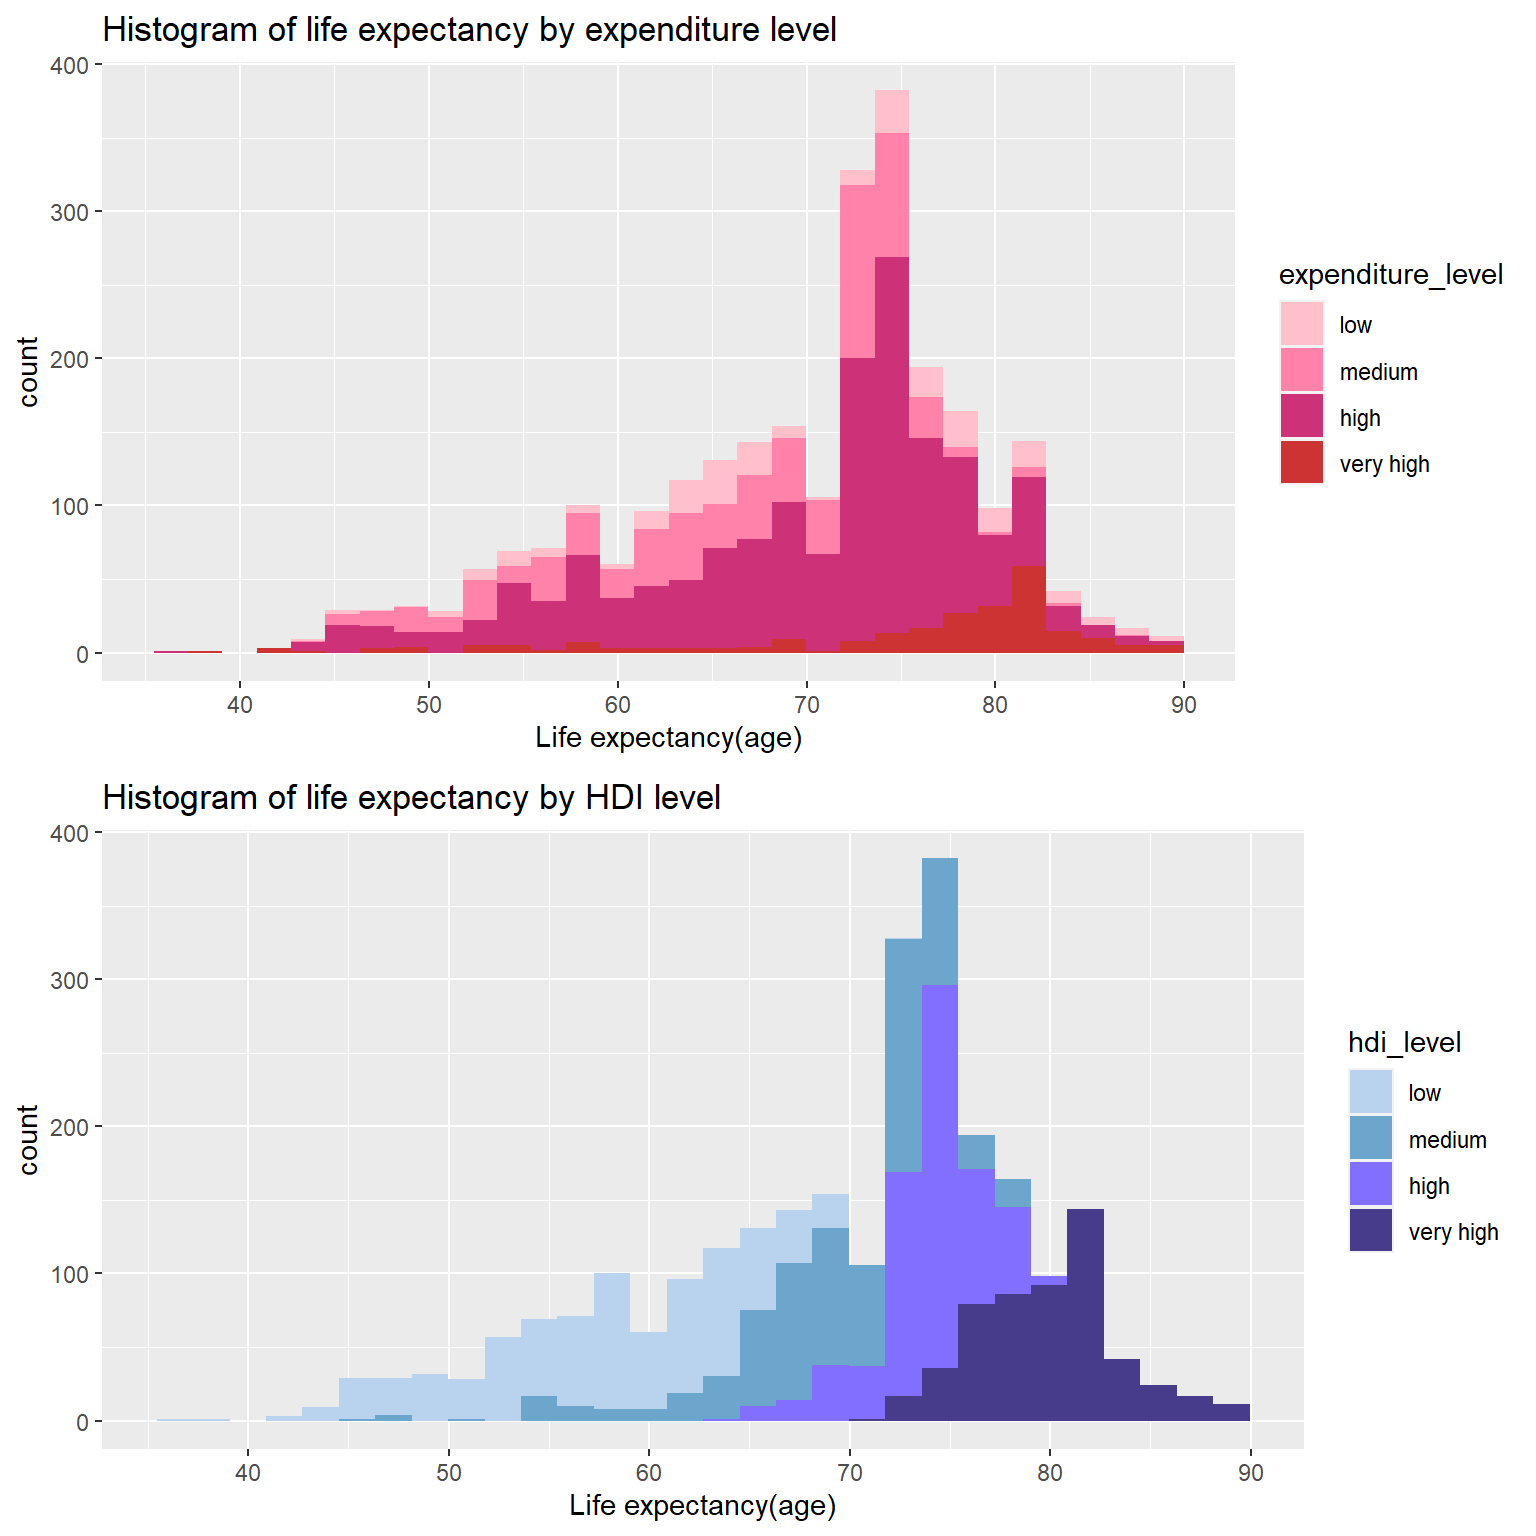 Histogram of life expectancy by expenditure level
400
300
200
100
0
count
40 50 60 70 80 90
Life expectancy(age)
expenditure_level
low
medium
high
very high
Histogram of life expectancy by HDI level
400
300
200
100
0
count
40 50 60 70 80 90
Life expectancy(age)
hdi_level
low
medium
high
very high